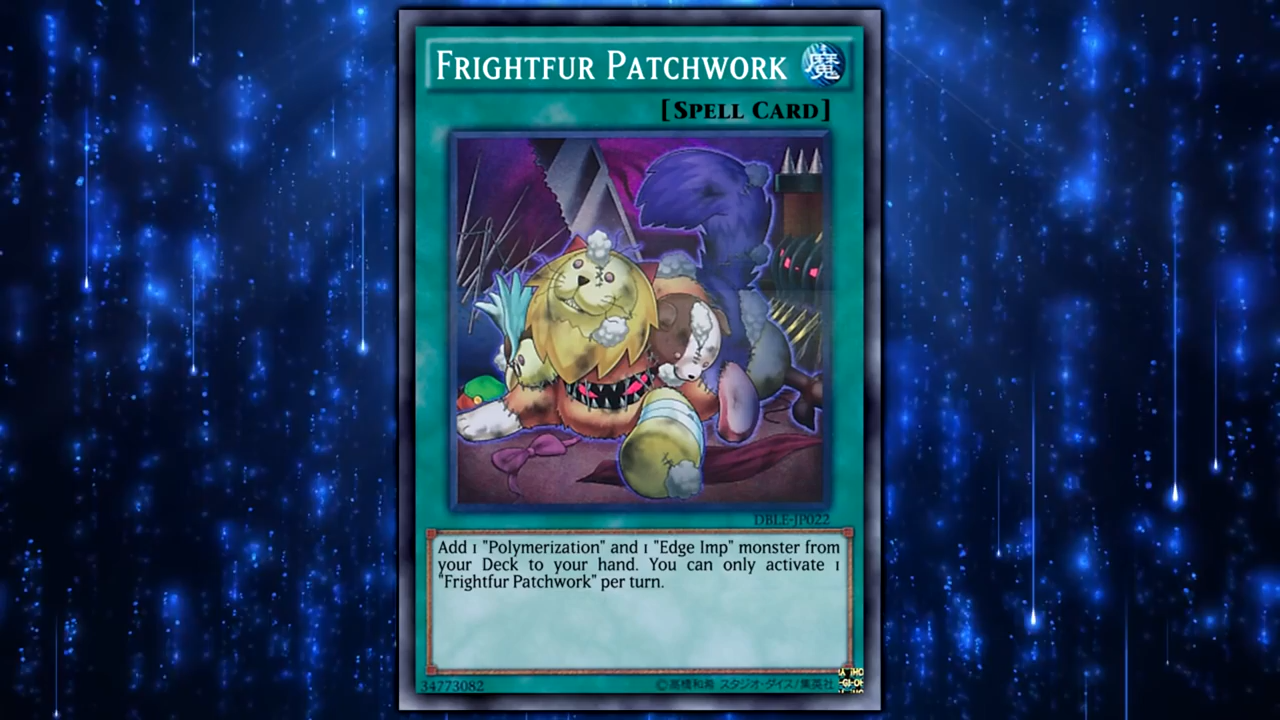 FRIGHTFUR PATCHWORK 魔
[SPELL CARD]
DBLE-JP022
Add 1 "Polymerization" and 1 "Edge Imp" monster from
your Deck to your hand. You can only activate 1
"Frightfur Patchwork" per turn.
34773082 ©高橋和希 スタジオ・ダイス/集英社